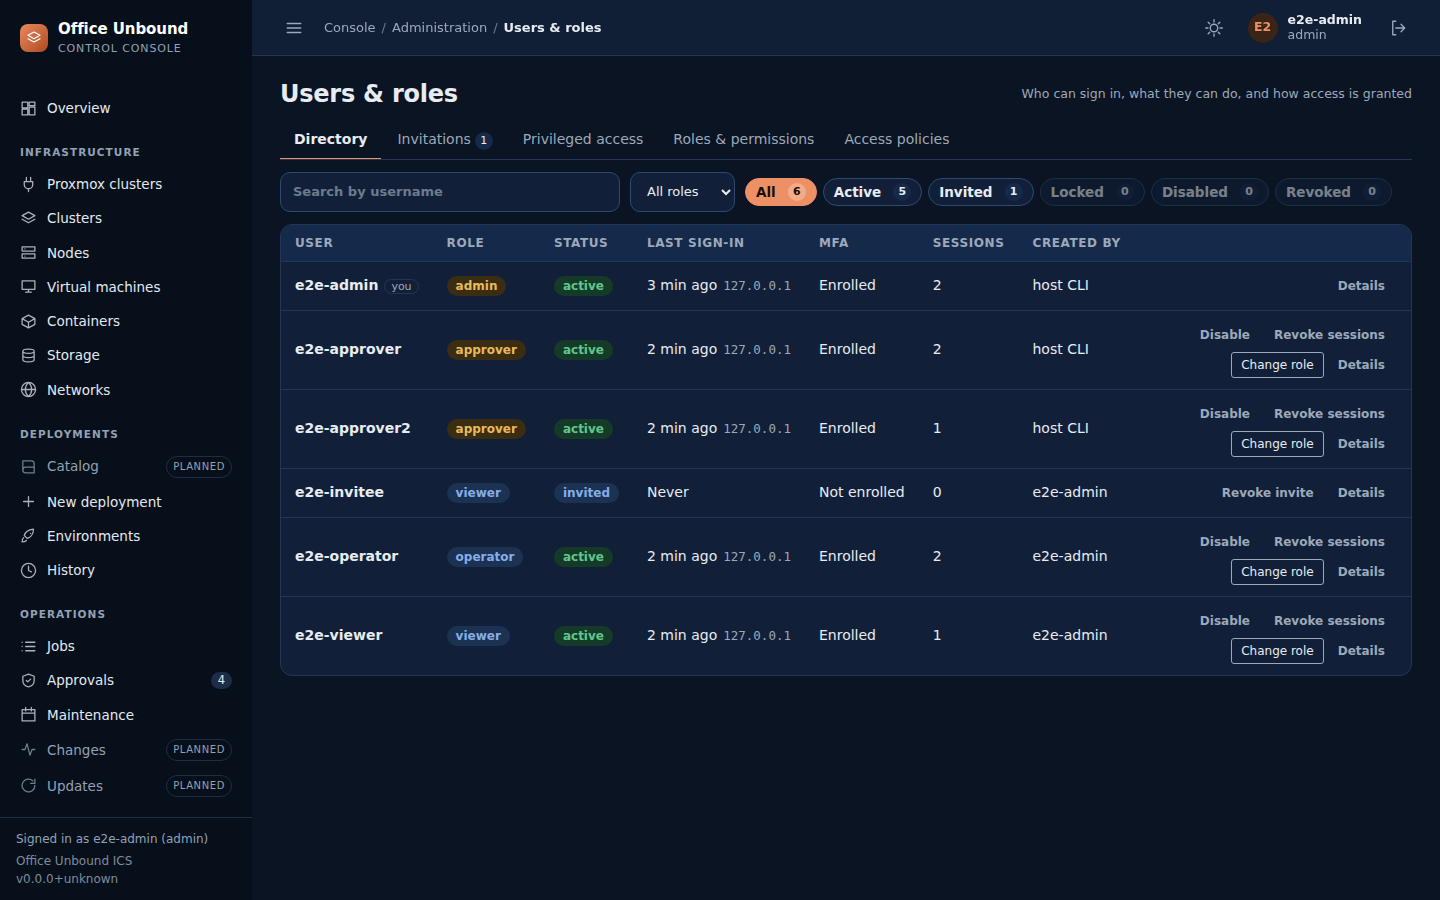 Office Unbound
CONTROL CONSOLE
Overview
INFRASTRUCTURE
Proxmox clusters
Clusters
Nodes
Virtual machines
Containers
Storage
Networks
DEPLOYMENTS
Catalog PLANNED
New deployment
Environments
History
OPERATIONS
Jobs
Approvals 4
Maintenance
Changes PLANNED
Updates PLANNED
Signed in as e2e-admin (admin)
Office Unbound ICS
v0.0.0+unknown
Console / Administration / Users & roles
E2 e2e-admin
admin
Users & roles
Who can sign in, what they can do, and how access is granted
Directory Invitations 1 Privileged access Roles & permissions Access policies
Search by username All roles All 6 Active 5 Invited 1 Locked 0 Disabled 0 Revoked 0
USER ROLE STATUS LAST SIGN-IN MFA SESSIONS CREATED BY
e2e-admin you admin active 3 min ago 127.0.0.1 Enrolled 2 host CLI Details
Disable Revoke sessions
e2e-approver approver active 2 min ago 127.0.0.1 Enrolled 2 host CLI
Change role Details
Disable Revoke sessions
e2e-approver2 approver active 2 min ago 127.0.0.1 Enrolled 1 host CLI
Change role Details
e2e-invitee viewer invited Never Not enrolled 0 e2e-admin Revoke invite Details
Disable Revoke sessions
e2e-operator operator active 2 min ago 127.0.0.1 Enrolled 2 e2e-admin
Change role Details
Disable Revoke sessions
e2e-viewer viewer active 2 min ago 127.0.0.1 Enrolled 1 e2e-admin
Change role Details